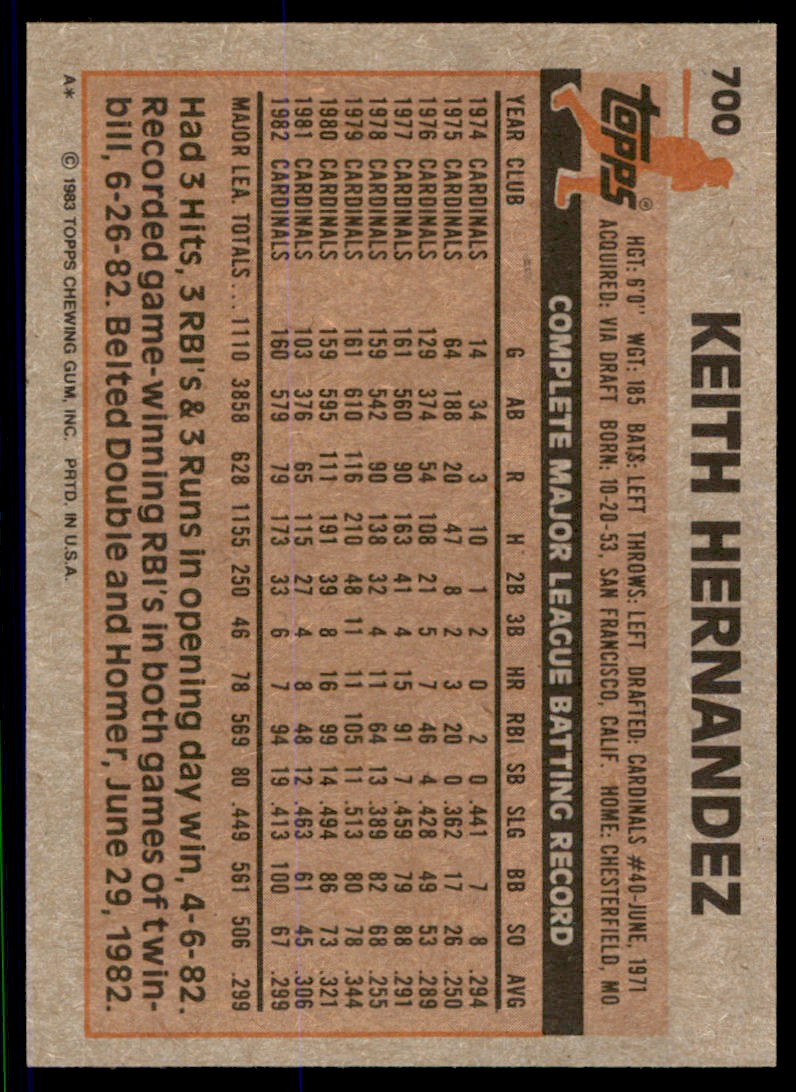 700
KEITH HERNANDEZ
TOPPS®
HGT: 6'0" WGT: 185 BATS: LEFT THROWS: LEFT DRAFTED: CARDINALS #40-JUNE, 1971
ACQUIRED: VIA DRAFT BORN: 10-20-53, SAN FRANCISCO, CALIF. HOME: CHESTERFIELD, MO.
COMPLETE MAJOR LEAGUE BATTING RECORD
YEAR CLUB G AB R H 2B 3B HR RBI SB SLG BB SO AVG
1974 CARDINALS 14 34 3 10 1 2 0 2 0 .441 7 8 .294
1975 CARDINALS 64 188 20 47 8 2 3 20 0 .362 17 26 .250
1976 CARDINALS 129 374 54 108 21 5 7 46 4 .428 49 53 .289
1977 CARDINALS 161 560 90 163 41 4 15 91 7 .459 79 88 .291
1978 CARDINALS 159 542 90 138 32 4 11 64 13 .389 82 68 .255
1979 CARDINALS 161 610 116 210 48 11 11 105 11 .513 80 78 .344
1980 CARDINALS 159 595 111 191 39 8 16 99 14 .494 86 73 .321
1981 CARDINALS 103 376 65 115 27 4 8 48 12 .463 61 45 .306
1982 CARDINALS 160 579 79 173 33 6 7 94 19 .413 100 67 .299
MAJOR LEA. TOTALS... 1110 3858 628 1155 250 46 78 569 80 .449 561 506 .299
Had 3 Hits, 3 RBI's & 3 Runs in opening day win, 4-6-82.
Recorded game-winning RBI's in both games of twin-
bill, 6-26-82. Belted Double and Homer, June 29, 1982.
A* © 1983 TOPPS CHEWING GUM, INC. PRTD. IN U.S.A.